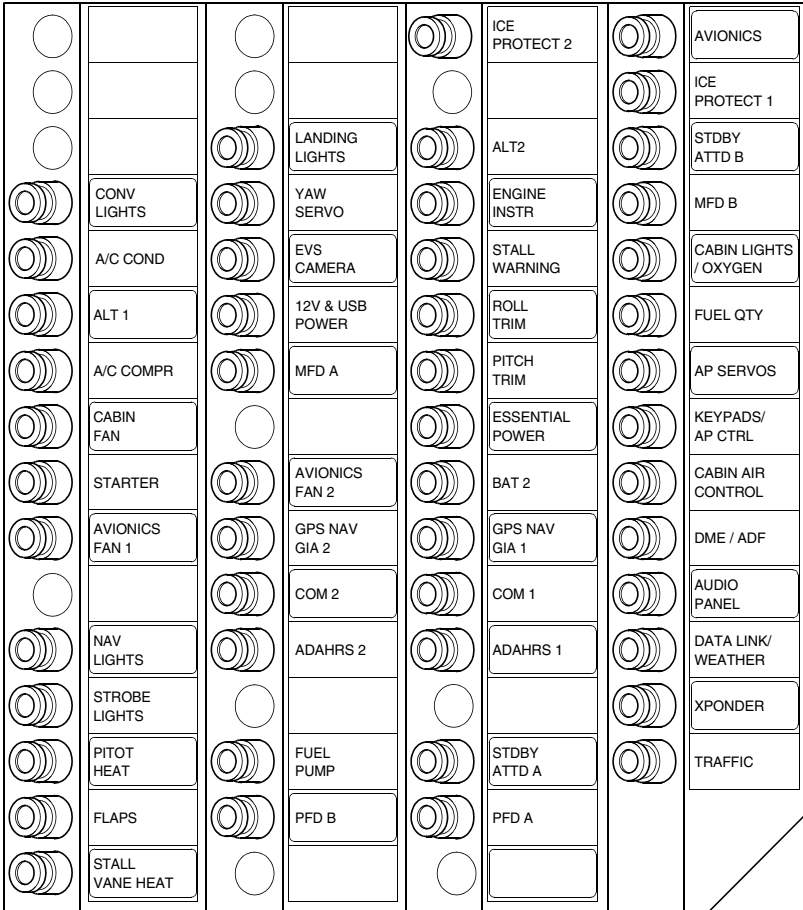 CONV
LIGHTS
A/C COND
ALT 1
A/C COMPR
CABIN
FAN
STARTER
AVIONICS
FAN 1
NAV
LIGHTS
STROBE
LIGHTS
PITOT
HEAT
FLAPS
STALL
VANE HEAT
LANDING
LIGHTS
YAW
SERVO
EVS
CAMERA
12V & USB
POWER
MFD A
AVIONICS
FAN 2
GPS NAV
GIA 2
COM 2
ADAHRS 2
FUEL
PUMP
PFD B
ICE
PROTECT 2
ALT2
ENGINE
INSTR
STALL
WARNING
ROLL
TRIM
PITCH
TRIM
ESSENTIAL
POWER
BAT 2
GPS NAV
GIA 1
COM 1
ADAHRS 1
STDBY
ATTD A
PFD A
AVIONICS
ICE
PROTECT 1
STDBY
ATTD B
MFD B
CABIN LIGHTS
/ OXYGEN
FUEL QTY
AP SERVOS
KEYPADS/
AP CTRL
CABIN AIR
CONTROL
DME / ADF
AUDIO
PANEL
DATA LINK/
WEATHER
XPONDER
TRAFFIC